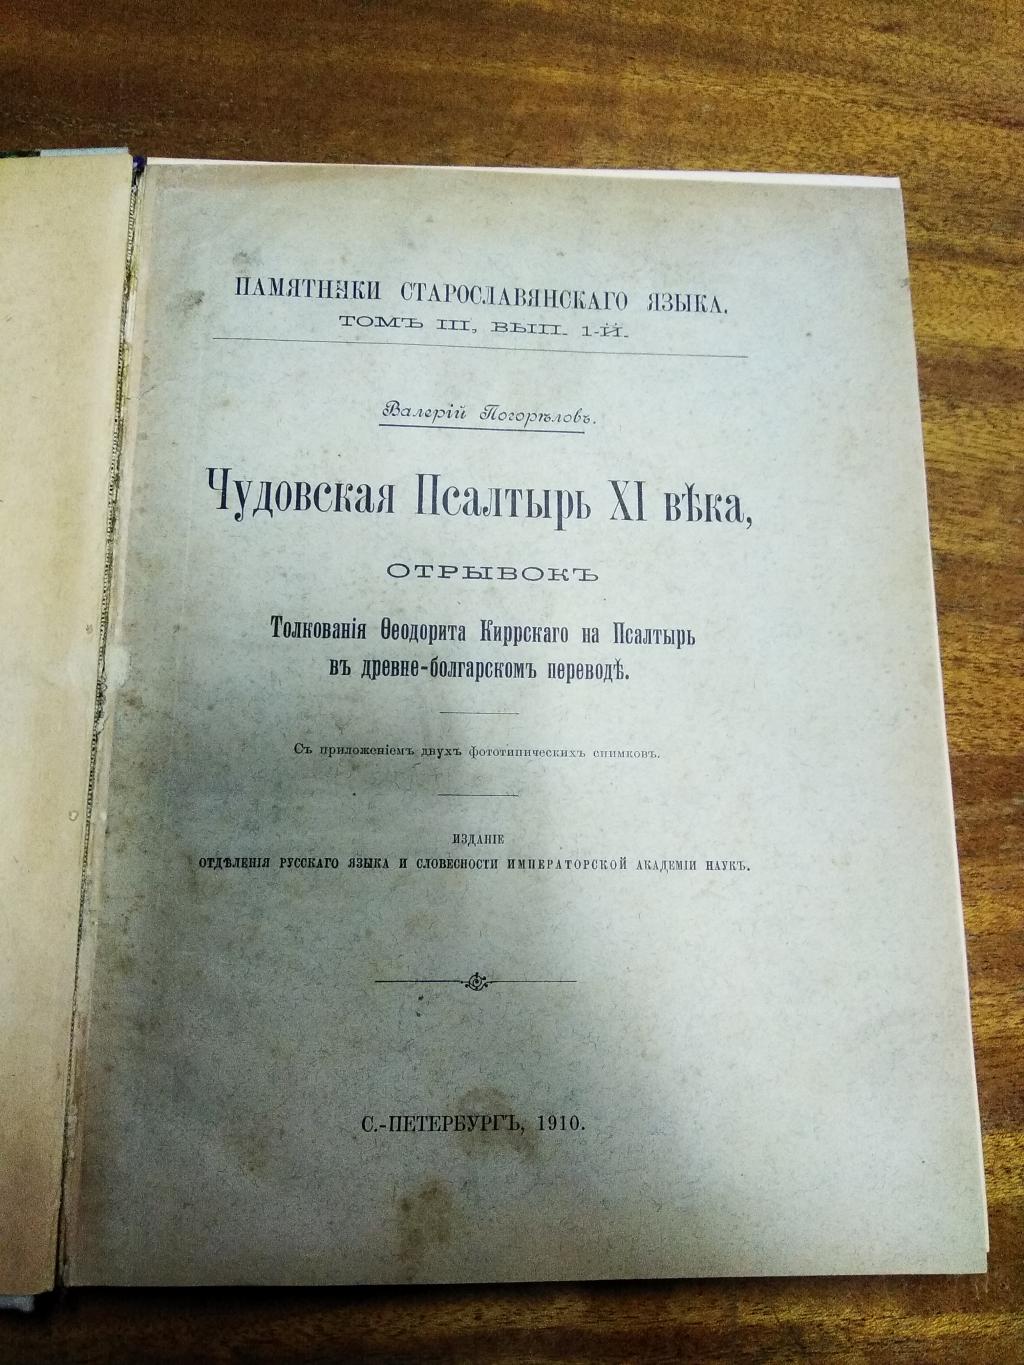 ПАМЯТНИКИ СТАРОСЛАВЯНСКАГО ЯЗЫКА.
ТОМЪ III, ВЫП. 1-Й.
Валерій Погорѣловъ.
Чудовская Псалтырь XI вѣка,
ОТРЫВОКЪ
Толкованія Ѳеодорита Киррскаго на Псалтырь
въ древне-болгарскомъ переводѣ.
Съ приложеніемъ двухъ фототипическихъ снимковъ.
ИЗДАНІЕ
ОТДѢЛЕНІЯ РУССКАГО ЯЗЫКА И СЛОВЕСНОСТИ ИМПЕРАТОРСКОЙ АКАДЕМІИ НАУКЪ.
С.-ПЕТЕРБУРГЪ, 1910.